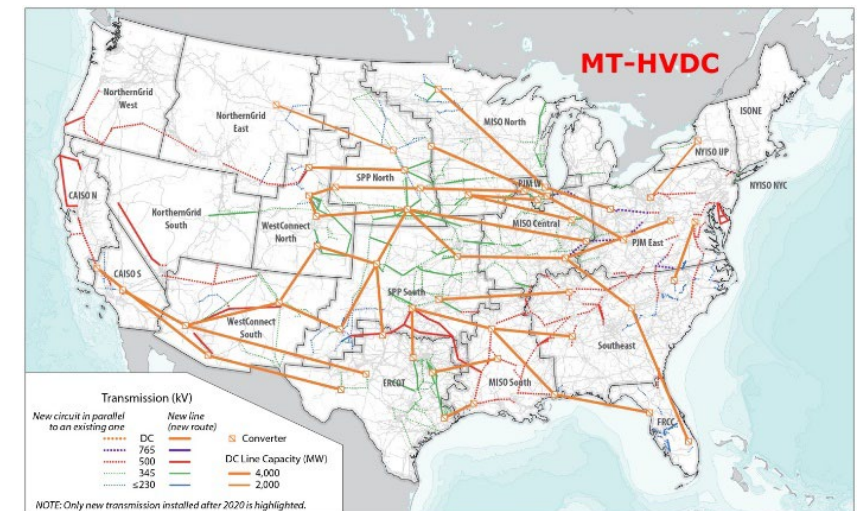 MT-HVDC
NorthernGrid
West
NorthernGrid
East
MISO North
ISONE
NYISO UP
NYISO NYC
SPP North
PJM W
CAISO N
NorthernGrid
South
WestConnect
North
MISO Central
PJM East
CAISO S
SPP South
WestConnect
South
Southeast
ERCOT
MISO South
FRCC
Transmission (kV)
New circuit in parallel
to an existing one
New line
(new route)
DC
765
500
345
≤230
Converter
DC Line Capacity (MW)
4,000
2,000
NOTE: Only new transmission installed after 2020 is highlighted.